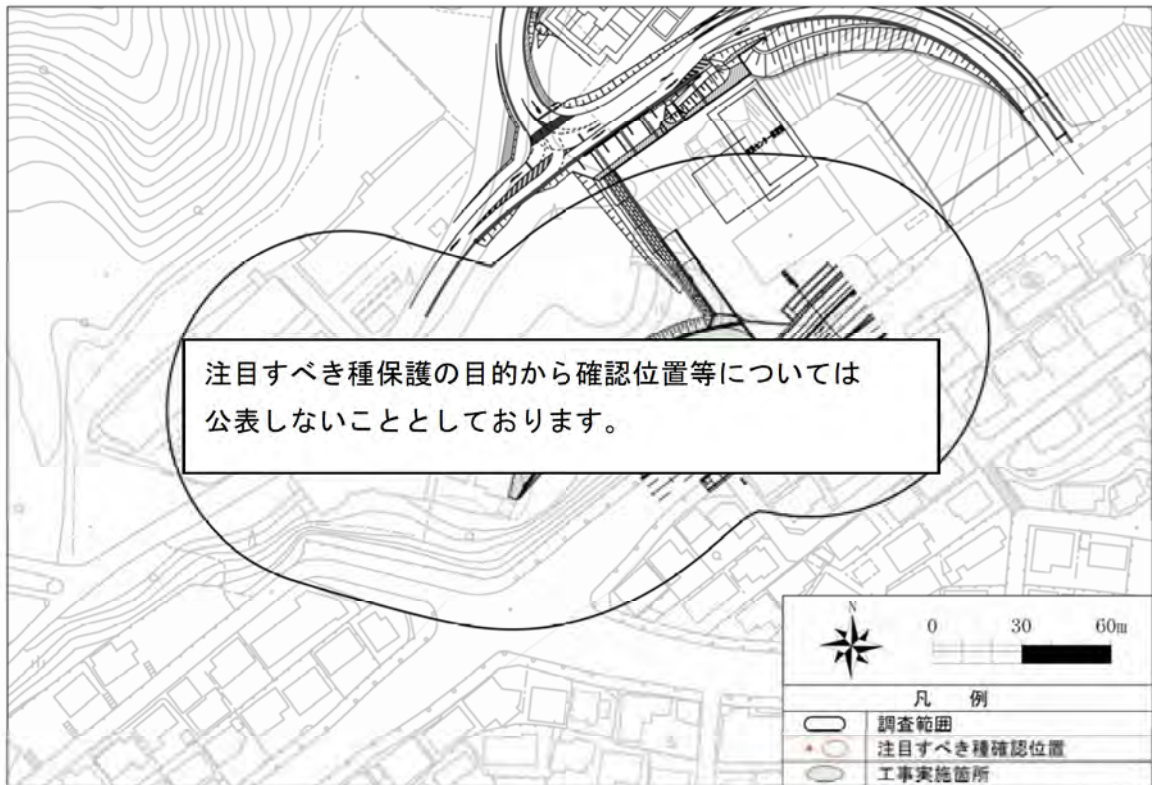 注目すべき種保護の目的から確認位置等については
公表しないこととしております。
N
0 30 60m
凡 例
調査範囲
注目すべき種確認位置
工事実施箇所